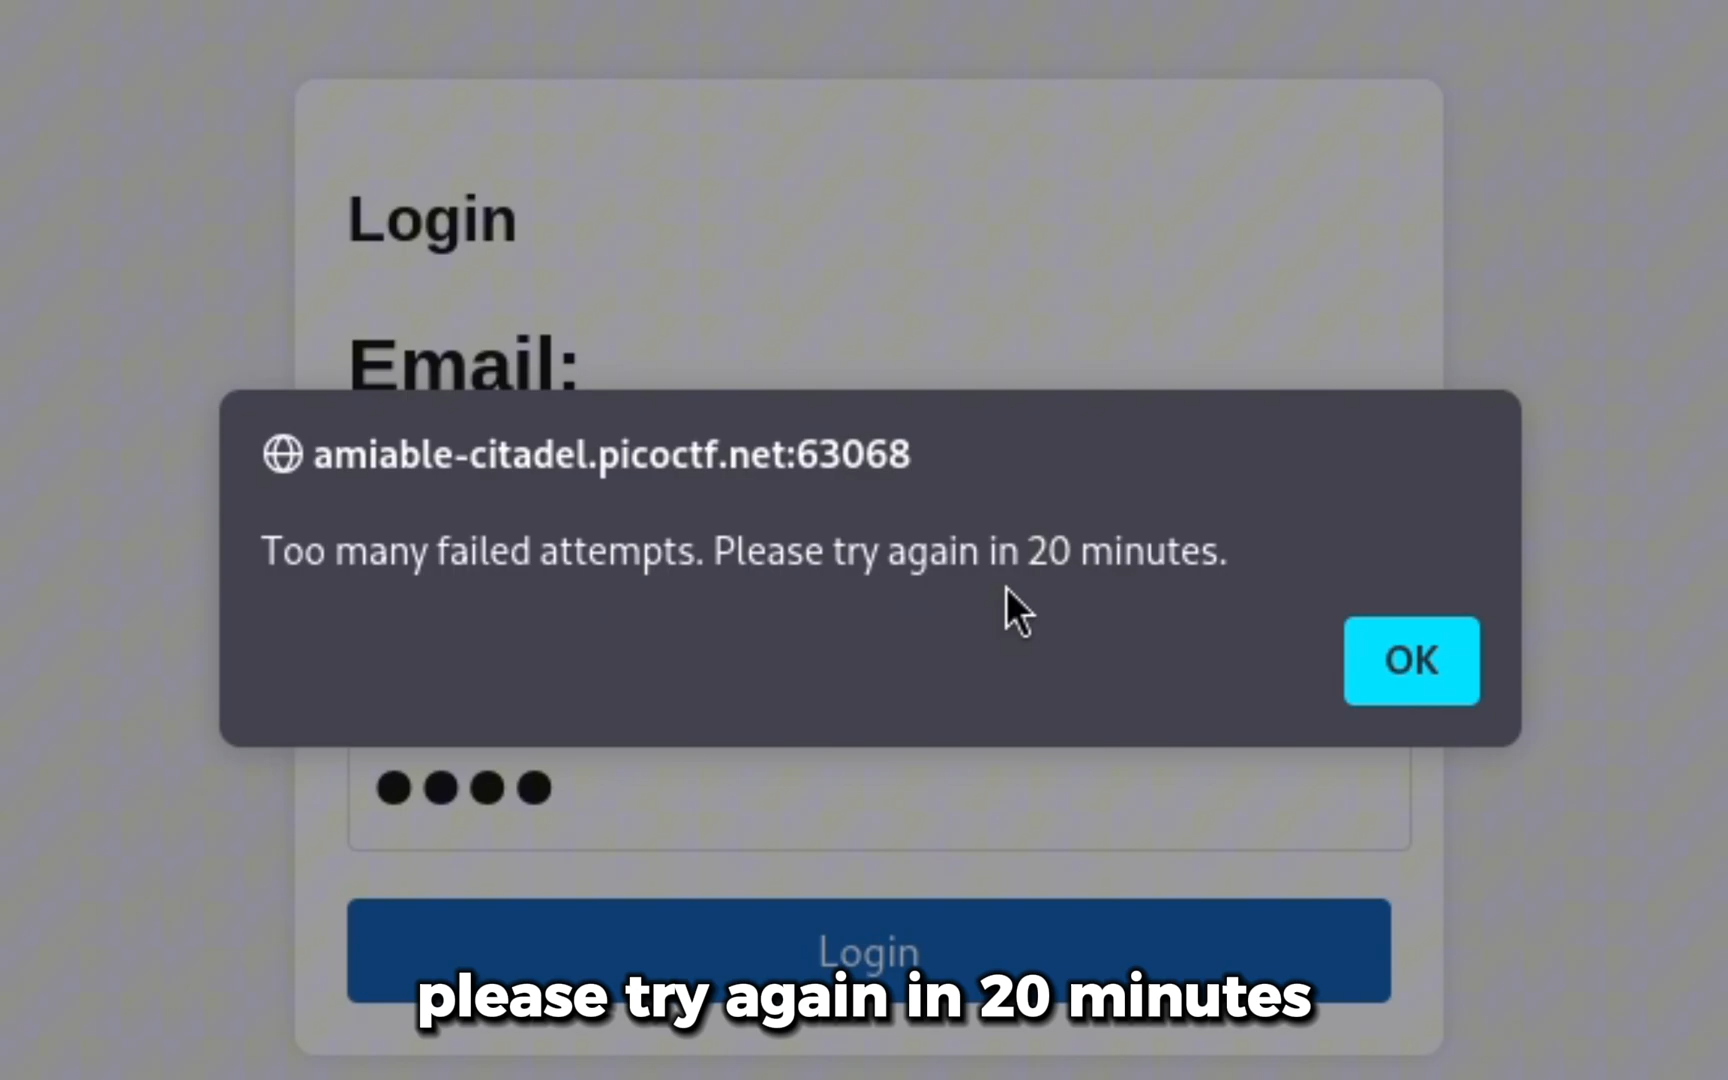 Login
Email:
amiable-citadel.picoctf.net:63068
Too many failed attempts. Please try again in 20 minutes.
OK
Login
please try again in 20 minutes